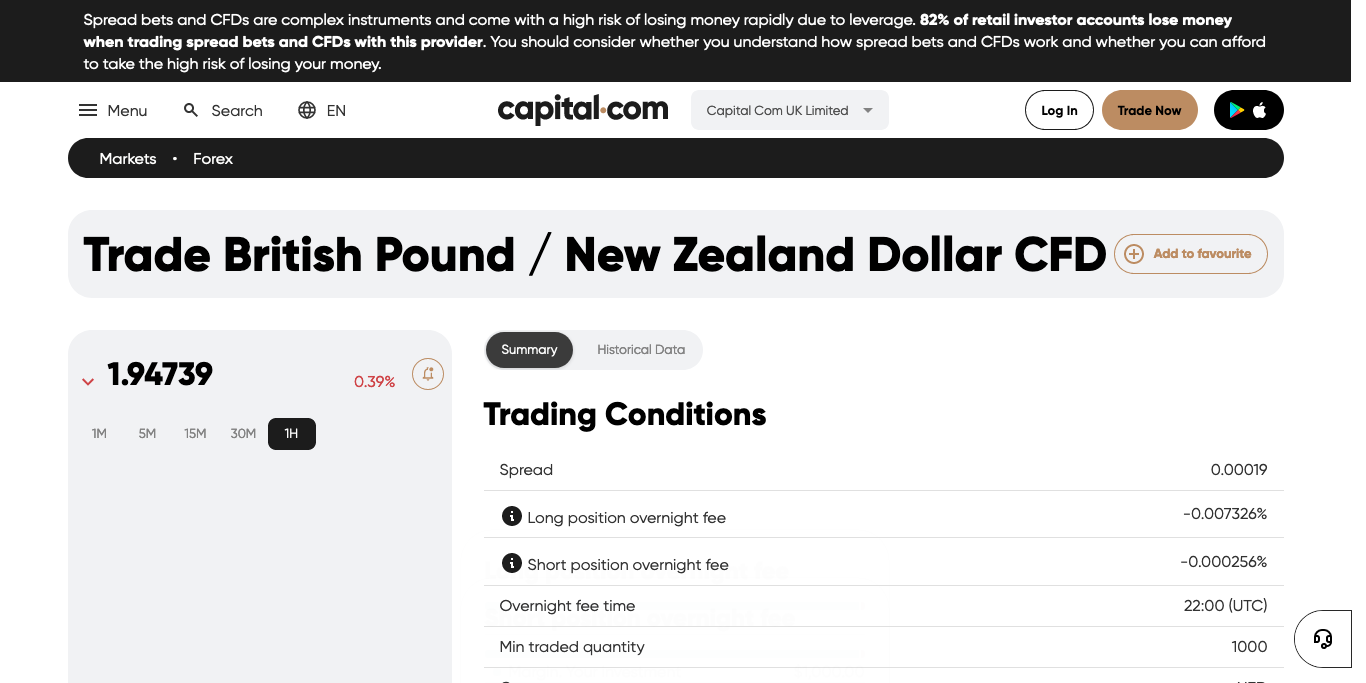 Spread bets and CFDs are complex instruments and come with a high risk of losing money rapidly due to leverage. 82% of retail investor accounts lose money
when trading spread bets and CFDs with this provider. You should consider whether you understand how spread bets and CFDs work and whether you can afford
to take the high risk of losing your money.
Menu Search EN capital.com Capital Com UK Limited Log In Trade Now
Markets • Forex
Trade British Pound / New Zealand Dollar CFD Add to favourite
1.94739 0.39%
1M 5M 15M 30M 1H
Summary Historical Data
Trading Conditions
Spread 0.00019
Long position overnight fee -0.007326%
Short position overnight fee -0.000256%
Overnight fee time 22:00 (UTC)
Min traded quantity 1000